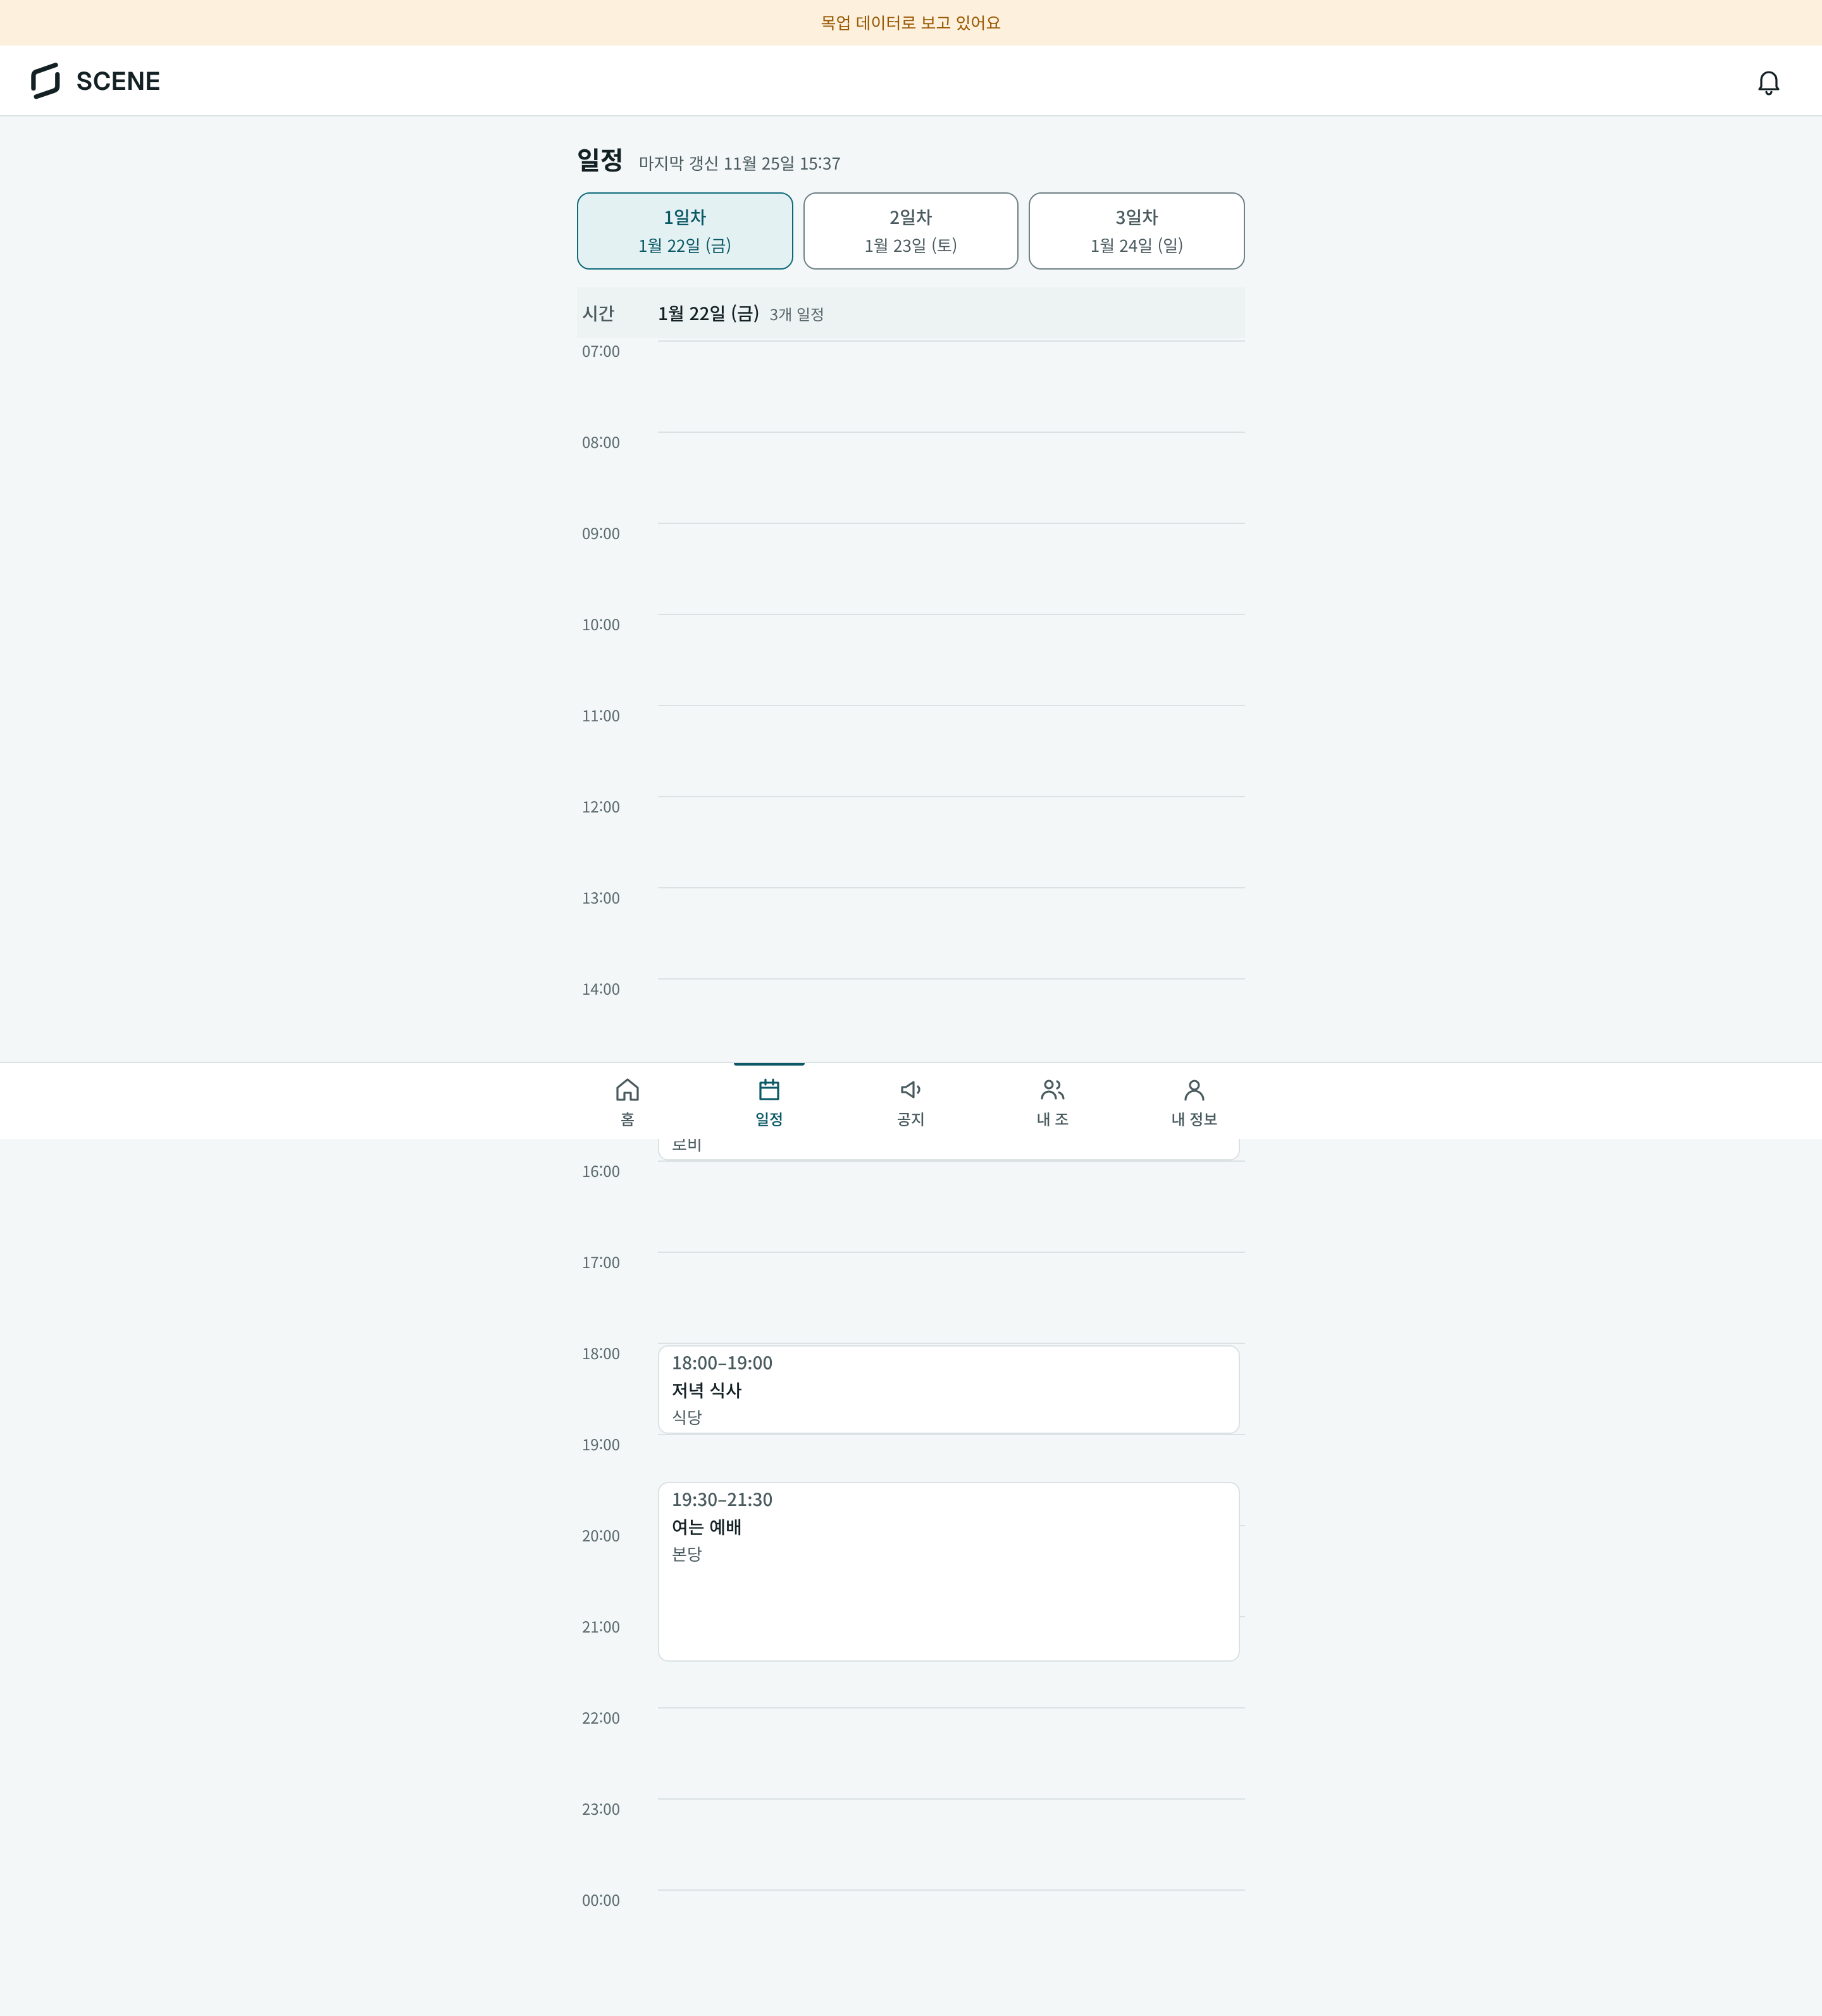 목업 데이터로 보고 있어요
SCENE
일정 마지막 갱신 11월 25일 15:37
1일차
1월 22일 (금)
2일차
1월 23일 (토)
3일차
1월 24일 (일)
시간 1월 22일 (금) 3개 일정
07:00
08:00
09:00
10:00
11:00
12:00
13:00
14:00
홈
일정
공지
내 조
내 정보
로비
16:00
17:00
18:00
18:00–19:00
저녁 식사
식당
19:00
19:30–21:30
여는 예배
본당
20:00
21:00
22:00
23:00
00:00